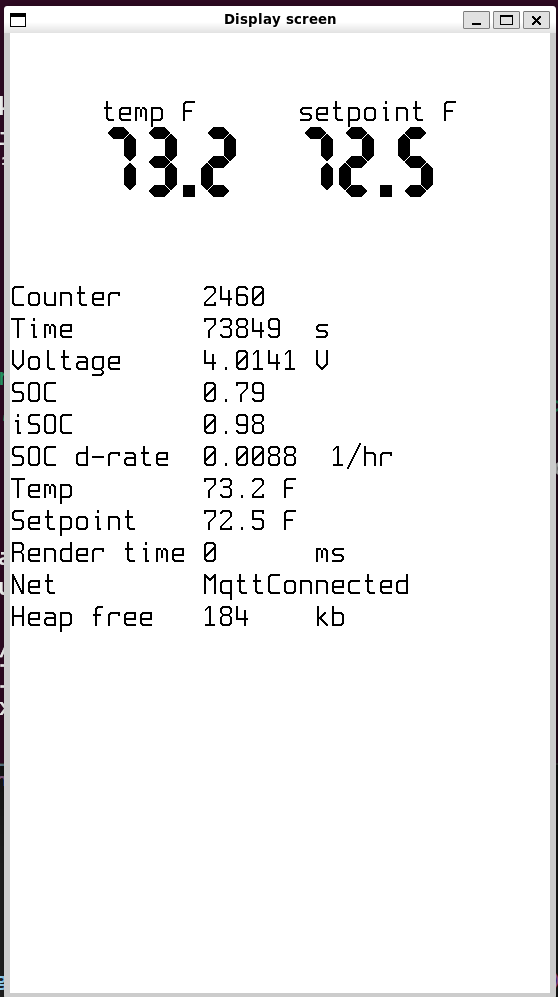 Display screen
temp F setpoint F
73.2 72.5
Counter 2460
Time 73849 s
Voltage 4.0141 V
SOC 0.79
iSOC 0.98
SOC d-rate 0.0088 1/hr
Temp 73.2 F
Setpoint 72.5 F
Render time 0 ms
Net MqttConnected
Heap free 184 kb